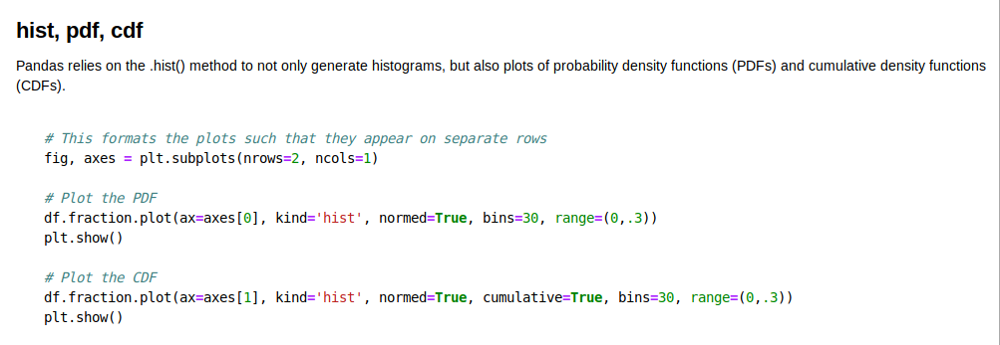 hist, pdf, cdf
Pandas relies on the .hist() method to not only generate histograms, but also plots of probability density functions (PDFs) and cumulative density functions
(CDFs).
# This formats the plots such that they appear on separate rows
fig, axes = plt.subplots(nrows=2, ncols=1)
# Plot the PDF
df.fraction.plot(ax=axes[0], kind='hist', normed=True, bins=30, range=(0,.3))
plt.show()
# Plot the CDF
df.fraction.plot(ax=axes[1], kind='hist', normed=True, cumulative=True, bins=30, range=(0,.3))
plt.show()